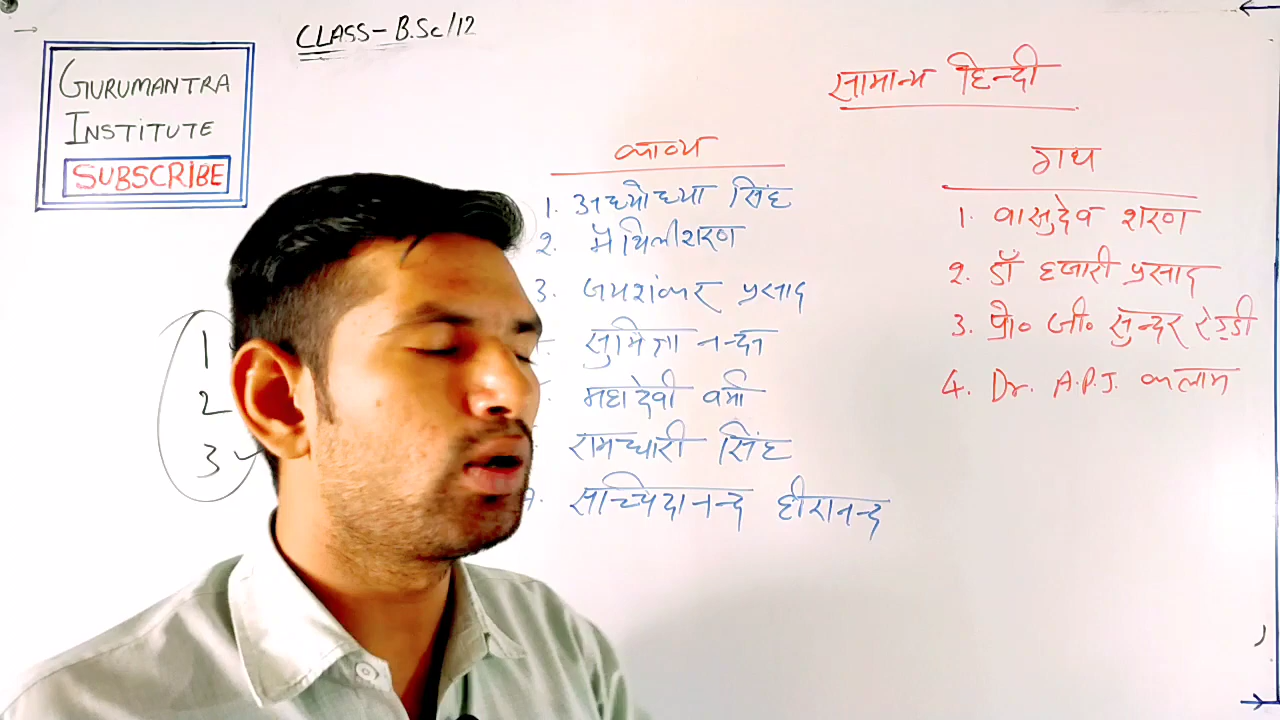 CLASS- B.Sc/12
GURUMANTRA
INSTITUTE
SUBSCRIBE
सामान्य हिन्दी
काव्य
1. अयोध्या सिंह
2. मैथिलीशरण
3. जयशंकर प्रसाद
सुमित्रा नन्दन
महादेवी वर्मा
रामधारी सिंह
सच्चिदानन्द हीरानन्द
गद्य
1. वासुदेव शरण
2. डॉ हजारी प्रसाद
3. प्रो० जी० सुन्दर रेड्डी
4. Dr. A.P.J. कलाम
1
2
3